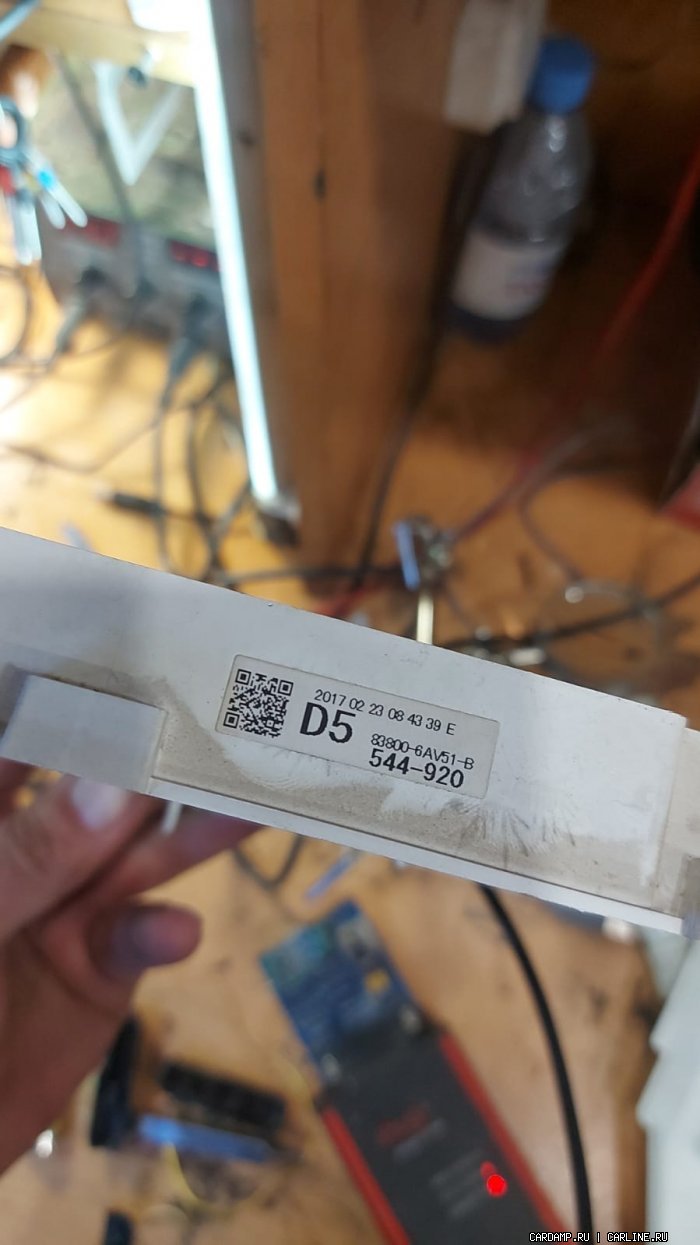 2017 02 23 08 43 39 E
D5
83800-6AV51-B
544-920
CARDAMP.RU | CARLINE.RU